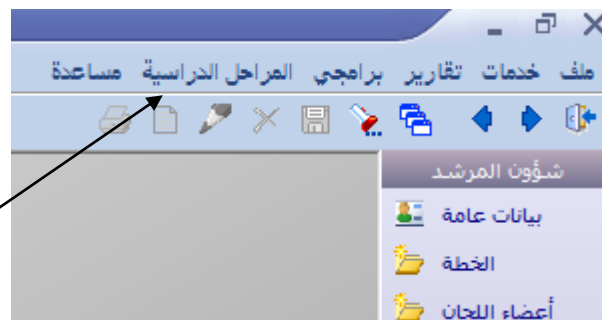 ملف خدمات تقارير برامجي المراحل الدراسية مساعدة
شؤون المرشد
بيانات عامة
الخطة
أعضاء اللجان